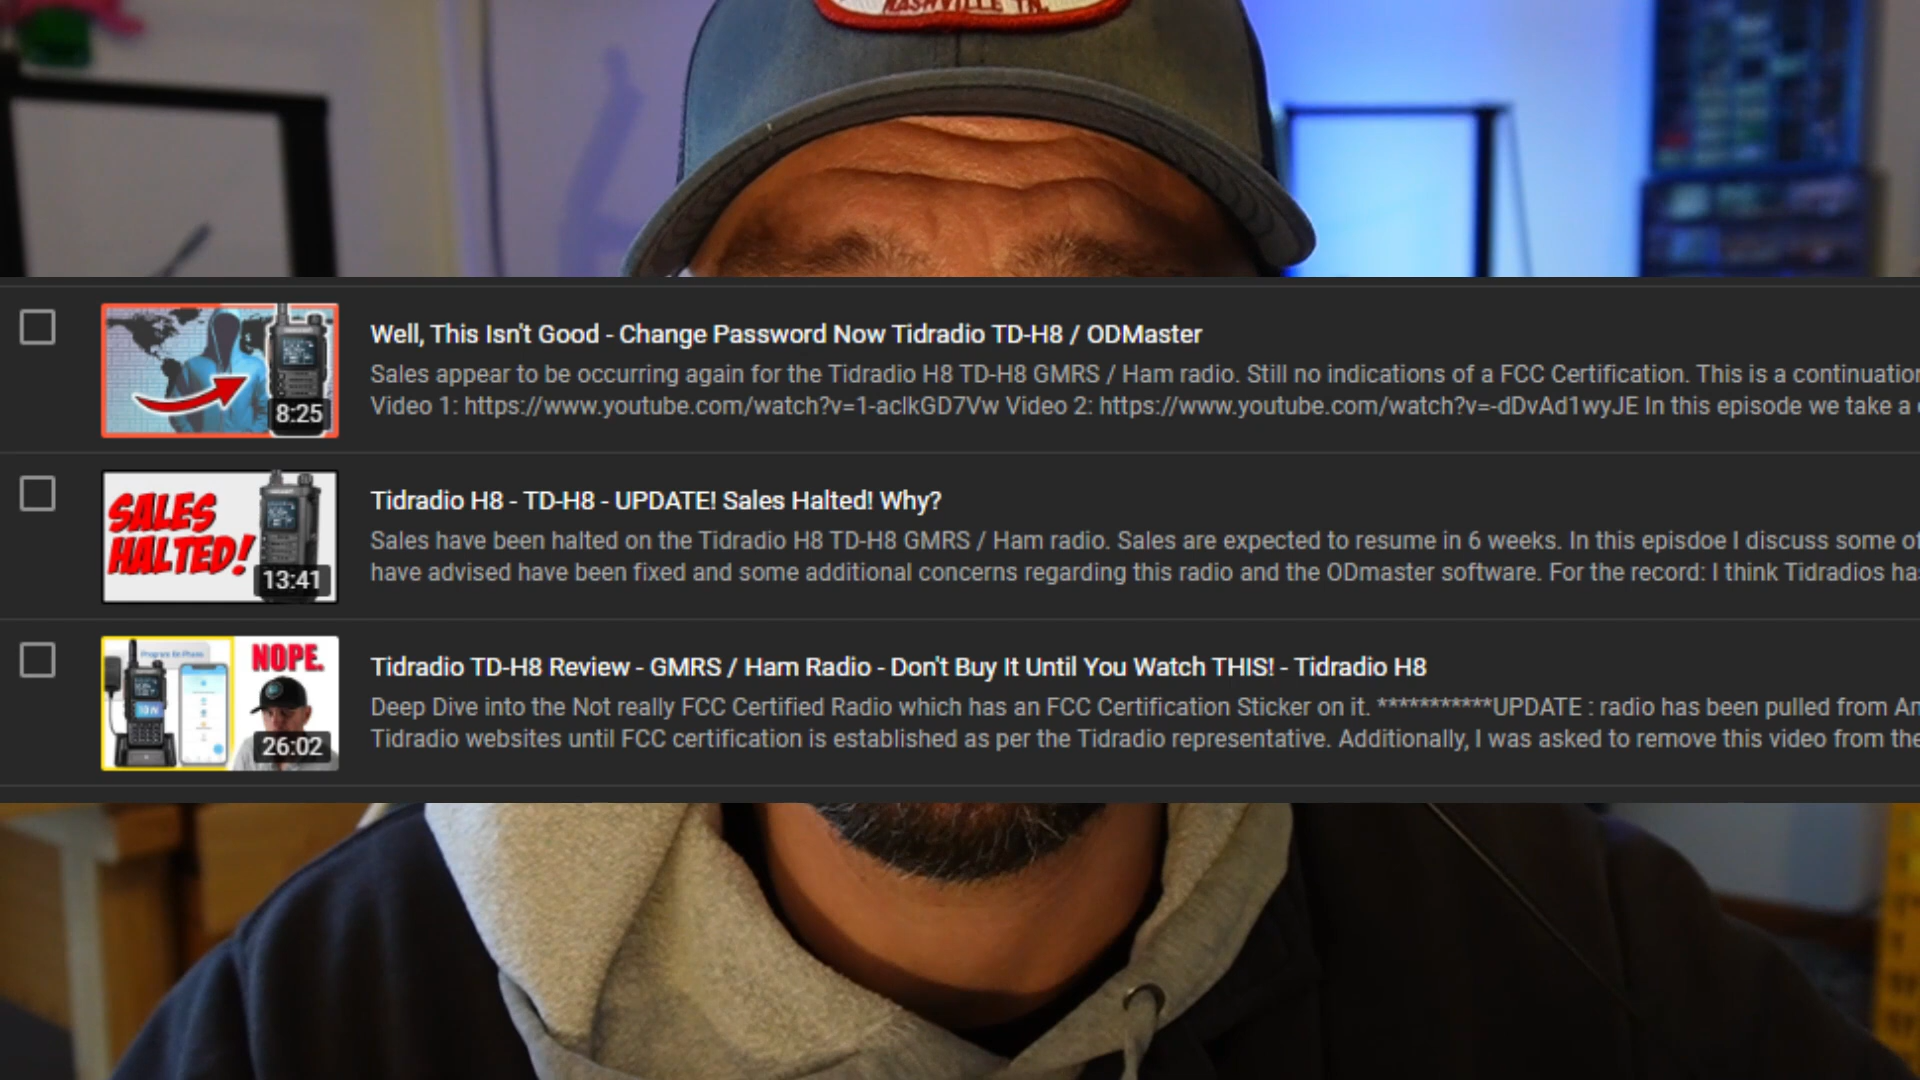 NASHVILLE TN.
Well, This Isn't Good - Change Password Now Tidradio TD-H8 / ODMaster
Sales appear to be occurring again for the Tidradio H8 TD-H8 GMRS / Ham radio. Still no indications of a FCC Certification. This is a continuation
Video 1: https://www.youtube.com/watch?v=1-aclkGD7Vw Video 2: https://www.youtube.com/watch?v=-dDvAd1wyJE In this episode we take a
8:25
Tidradio H8 - TD-H8 - UPDATE! Sales Halted! Why?
Sales have been halted on the Tidradio H8 TD-H8 GMRS / Ham radio. Sales are expected to resume in 6 weeks. In this episdoe I discuss some of
have advised have been fixed and some additional concerns regarding this radio and the ODmaster software. For the record: I think Tidradios has
SALES
HALTED!
13:41
Tidradio TD-H8 Review - GMRS / Ham Radio - Don't Buy It Until You Watch THIS! - Tidradio H8
Deep Dive into the Not really FCC Certified Radio which has an FCC Certification Sticker on it. ***********UPDATE : radio has been pulled from Am
Tidradio websites until FCC certification is established as per the Tidradio representative. Additionally, I was asked to remove this video from the
Program On Phone
10W
NOPE.
26:02